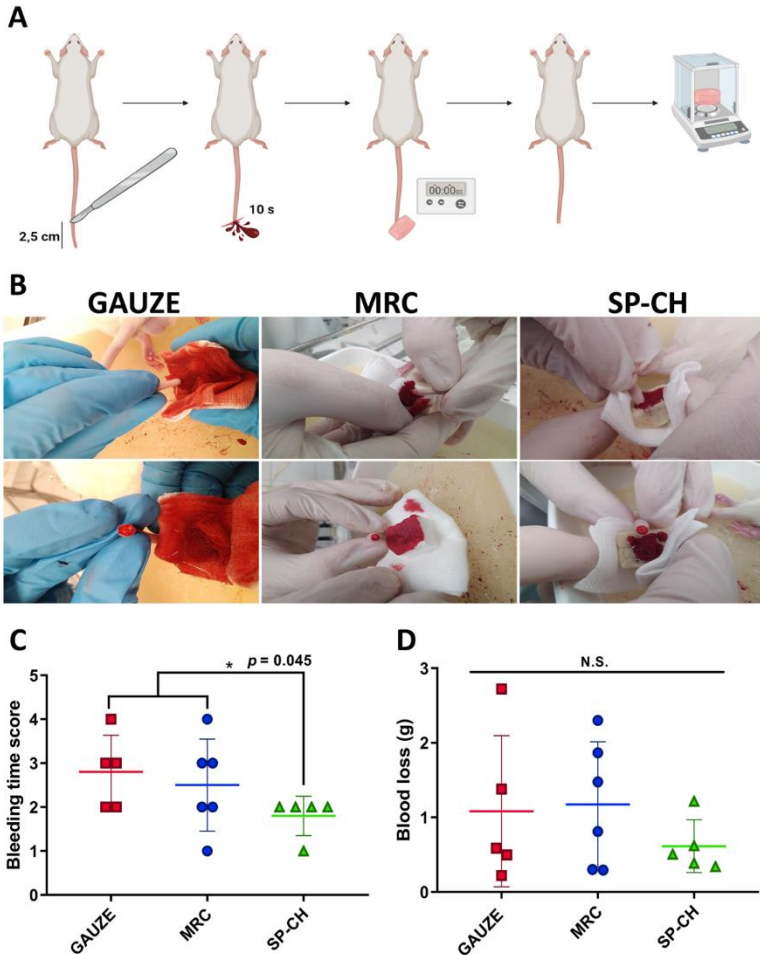 A
2,5 cm
10 s
00:00
B
GAUZE MRC SP-CH
C
* p = 0.045
Bleeding time score
5
4
3
2
1
0
GAUZE MRC SP-CH
D
N.S.
Blood loss (g)
3
2
1
0
GAUZE MRC SP-CH